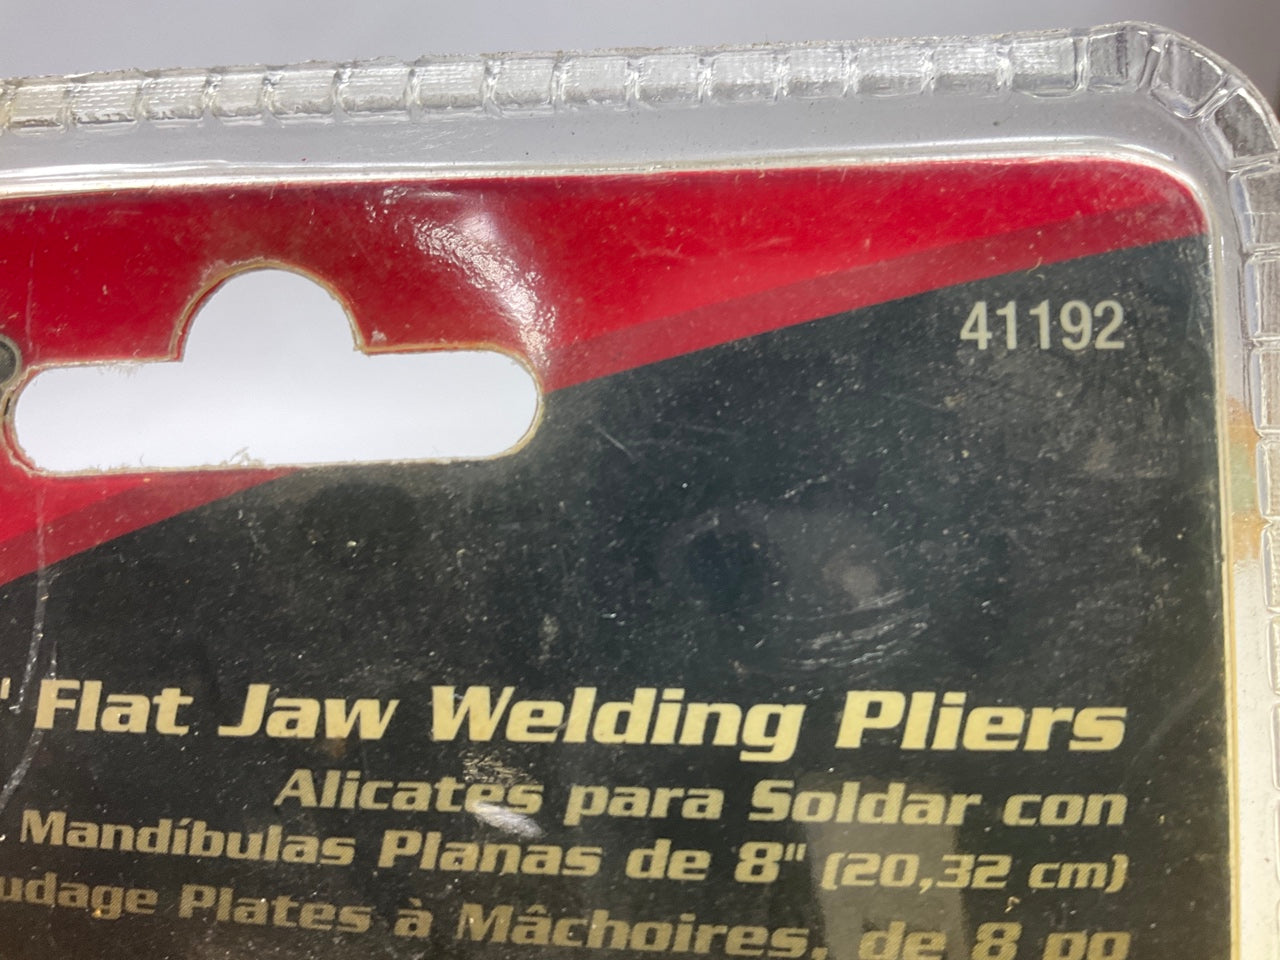 41192
" Flat Jaw Welding Pliers
Alicates para Soldar con
Mandíbulas Planas de 8" (20,32 cm)
udage Plates à Mâchoires, de 8 po